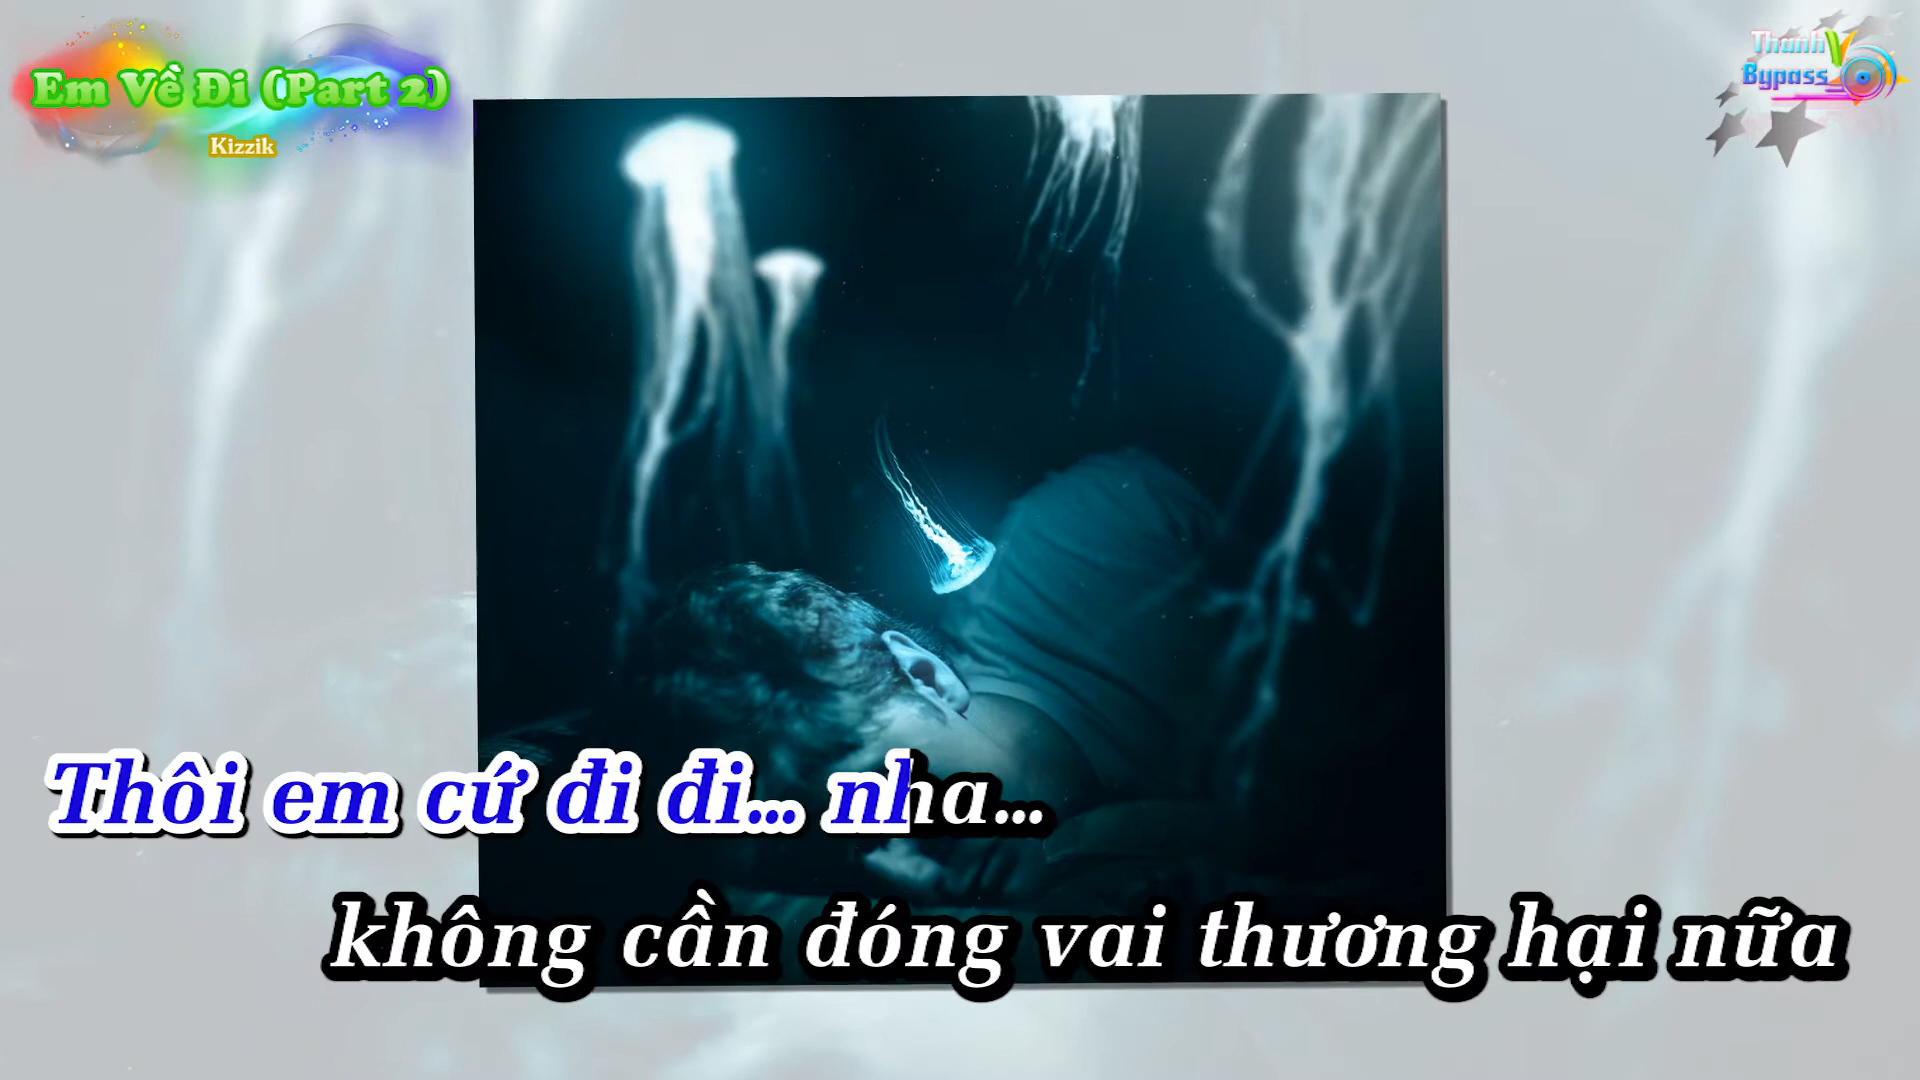 Em Về Đi (Part 2)
Kizzik
Thanh V
Bypass
Thôi em cứ đi đi... nha...
không cần đóng vai thương hại nữa